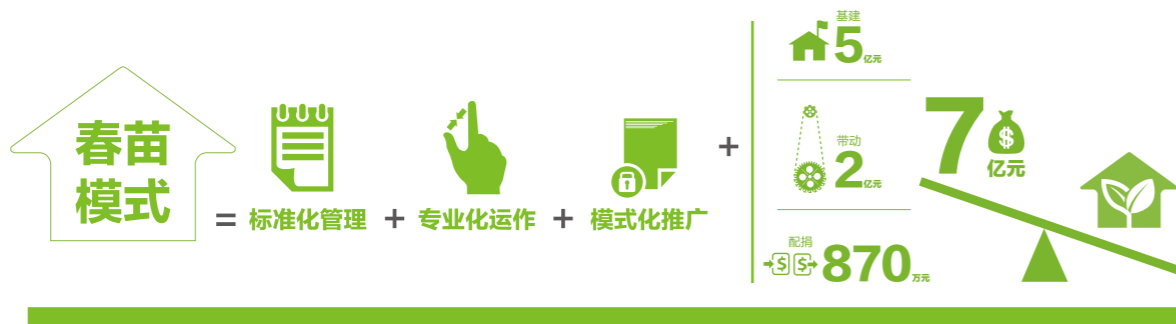 春苗
模式
=
标准化管理
+
专业化运作
+
模式化推广
+
基建
5亿元
带动
2亿元
配捐
870万元
7亿元